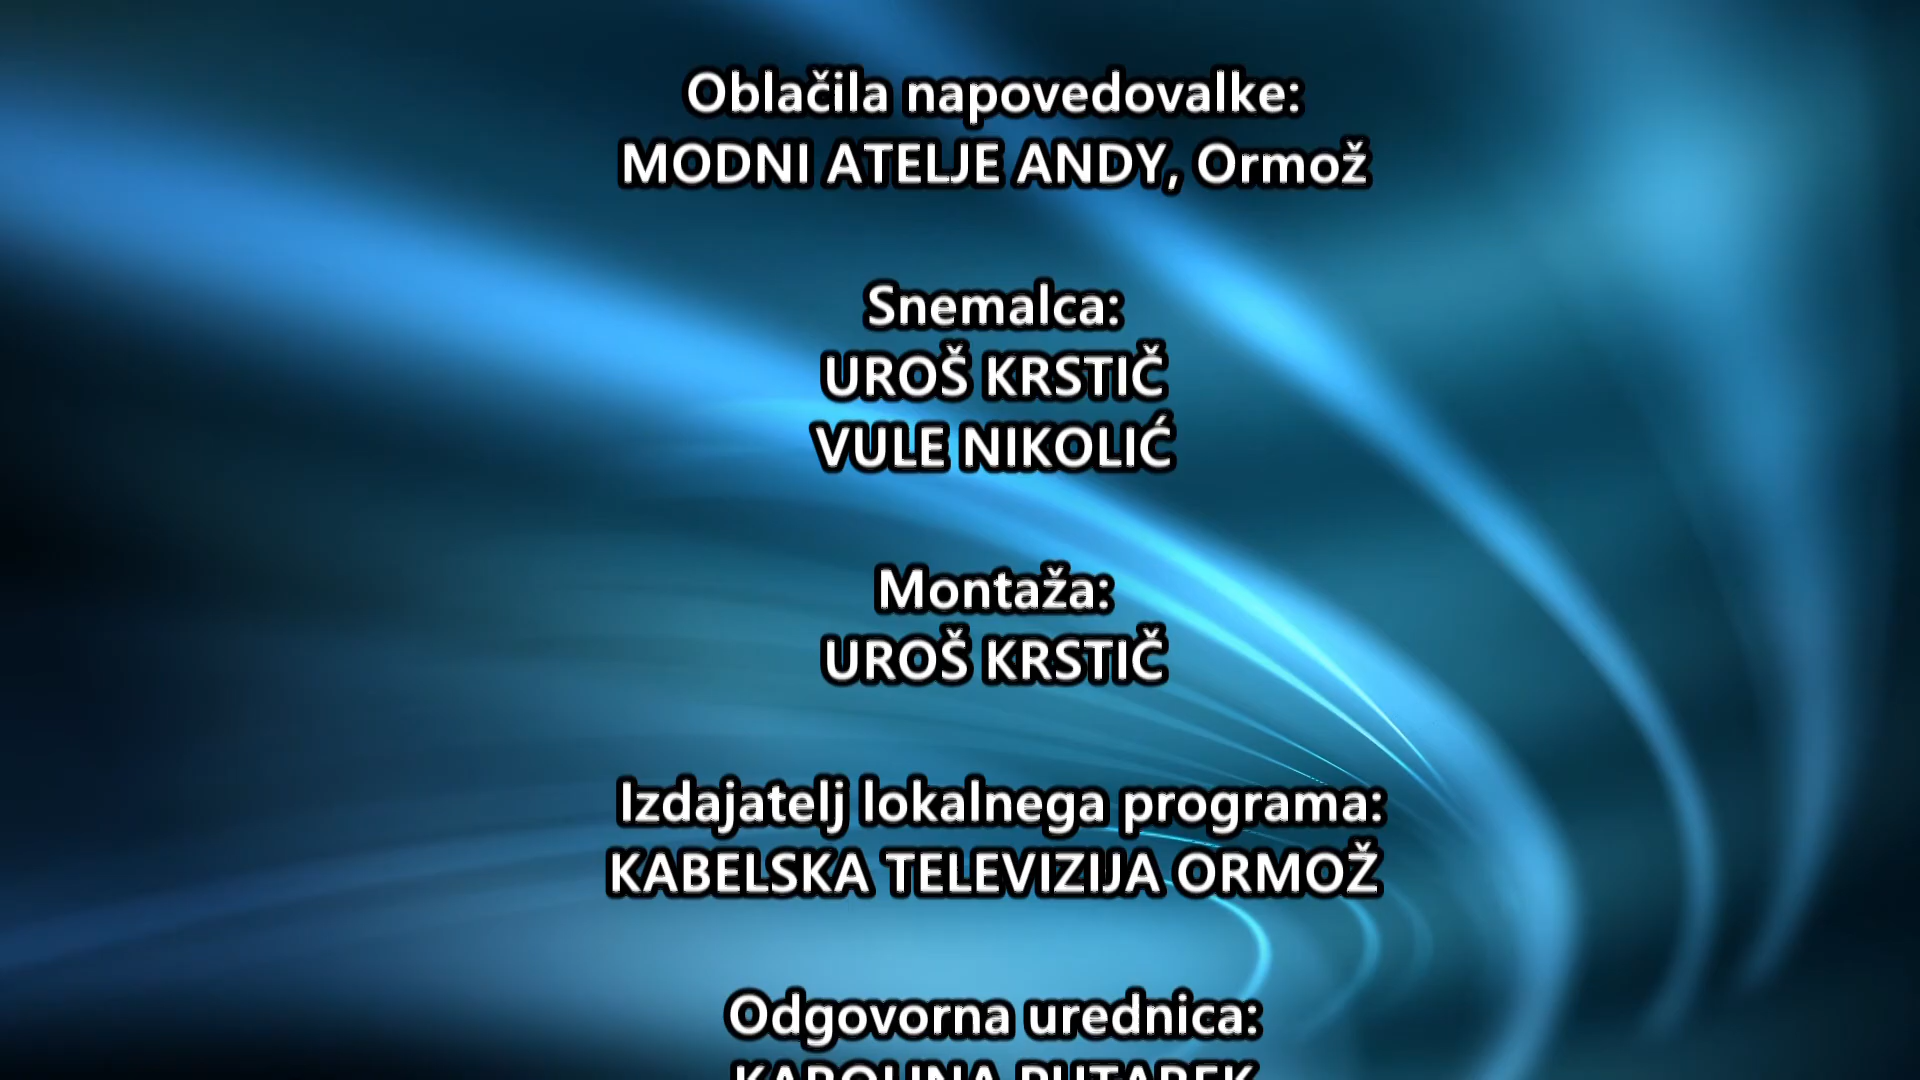 Oblačila napovedovalke:
MODNI ATELJE ANDY, Ormož
Snemalca:
UROŠ KRSTIČ
VULE NIKOLIĆ
Montaža:
UROŠ KRSTIČ
Izdajatelj lokalnega programa:
KABELSKA TELEVIZIJA ORMOŽ
Odgovorna urednica:
KAROLINA